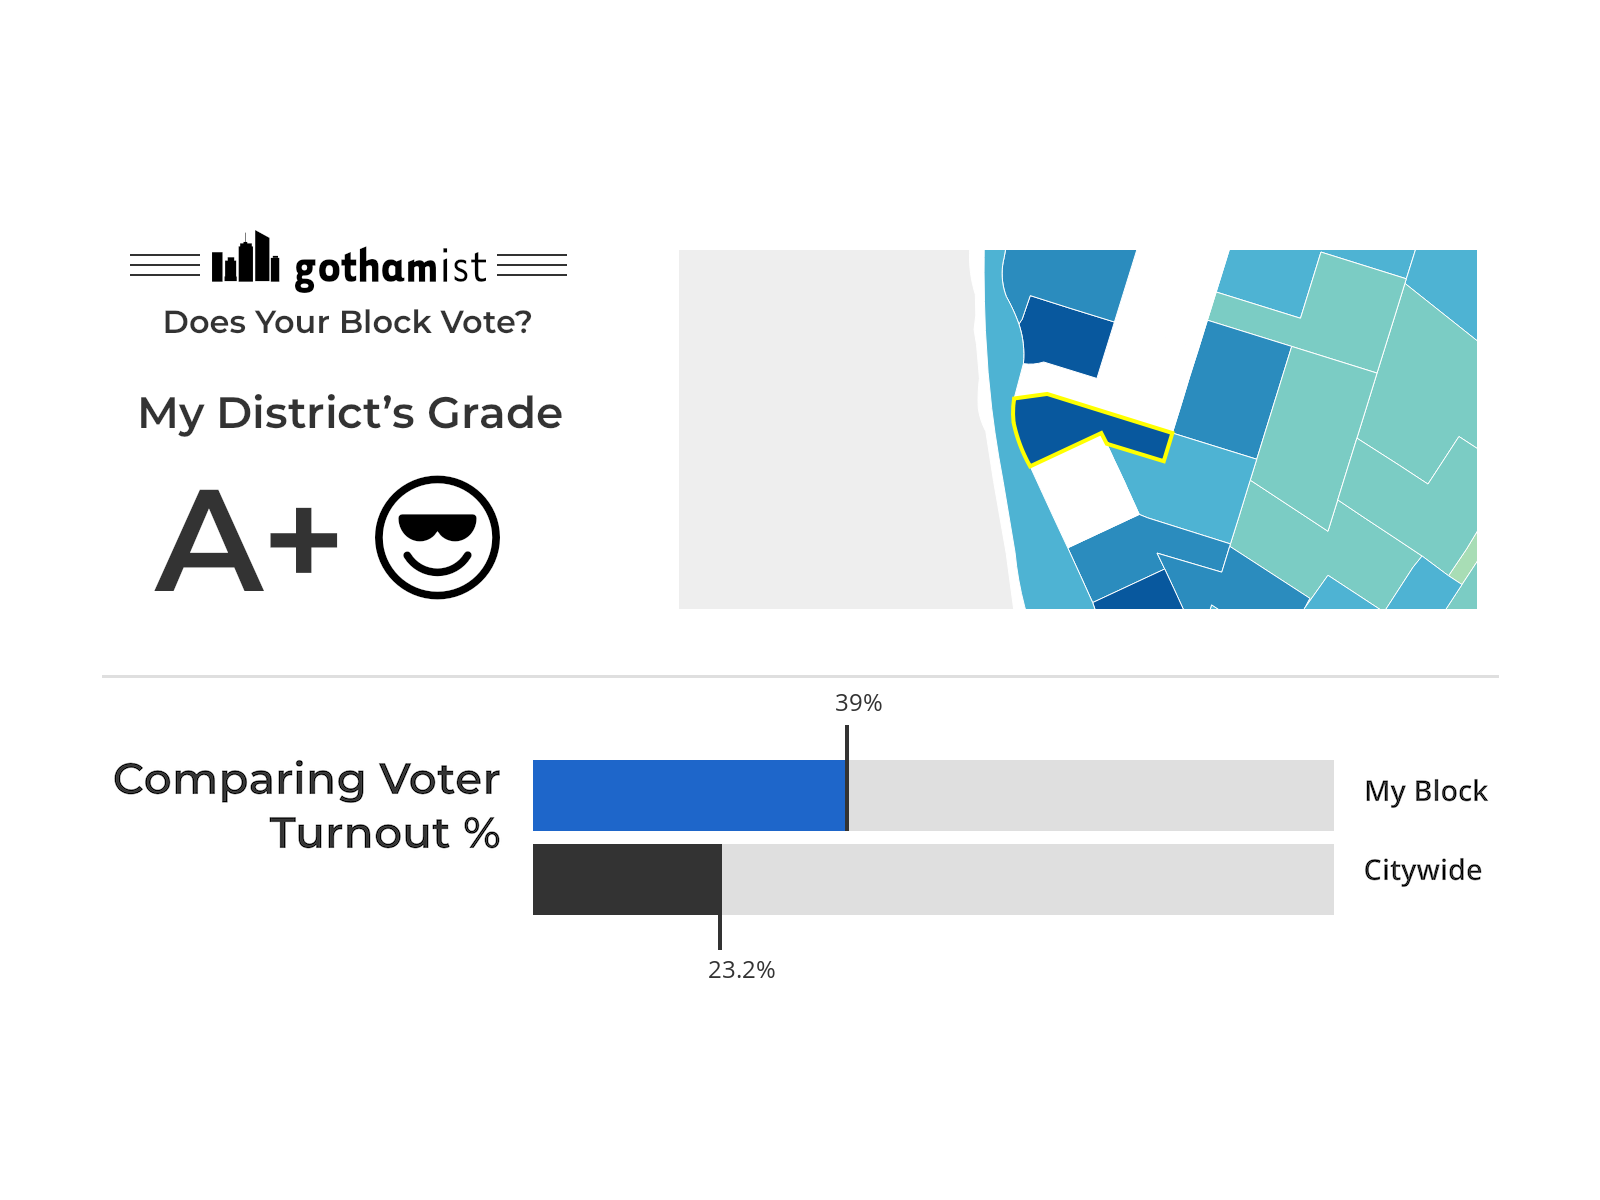 gothamist
Does Your Block Vote?
My District’s Grade
A+
39%
Comparing Voter
Turnout %
My Block
Citywide
23.2%